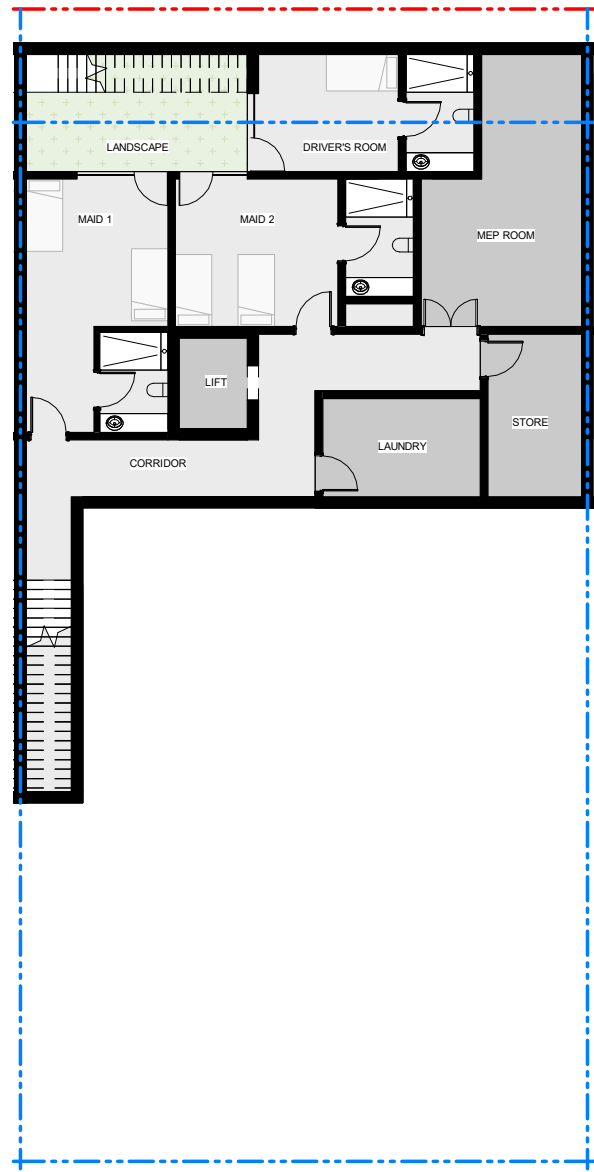 LANDSCAPE
DRIVER'S ROOM
MAID 1
MAID 2
MEP ROOM
LIFT
STORE
LAUNDRY
CORRIDOR